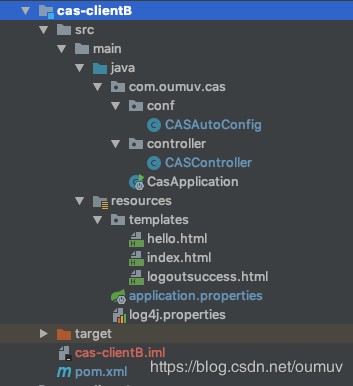 cas-clientB
src
main
java
com.oumuv.cas
conf
CASAutoConfig
controller
CASController
CasApplication
resources
templates
hello.html
index.html
logoutsuccess.html
application.properties
log4j.properties
target
cas-clientB.iml
pom.xml
https://blog.csdn.net/oumuv